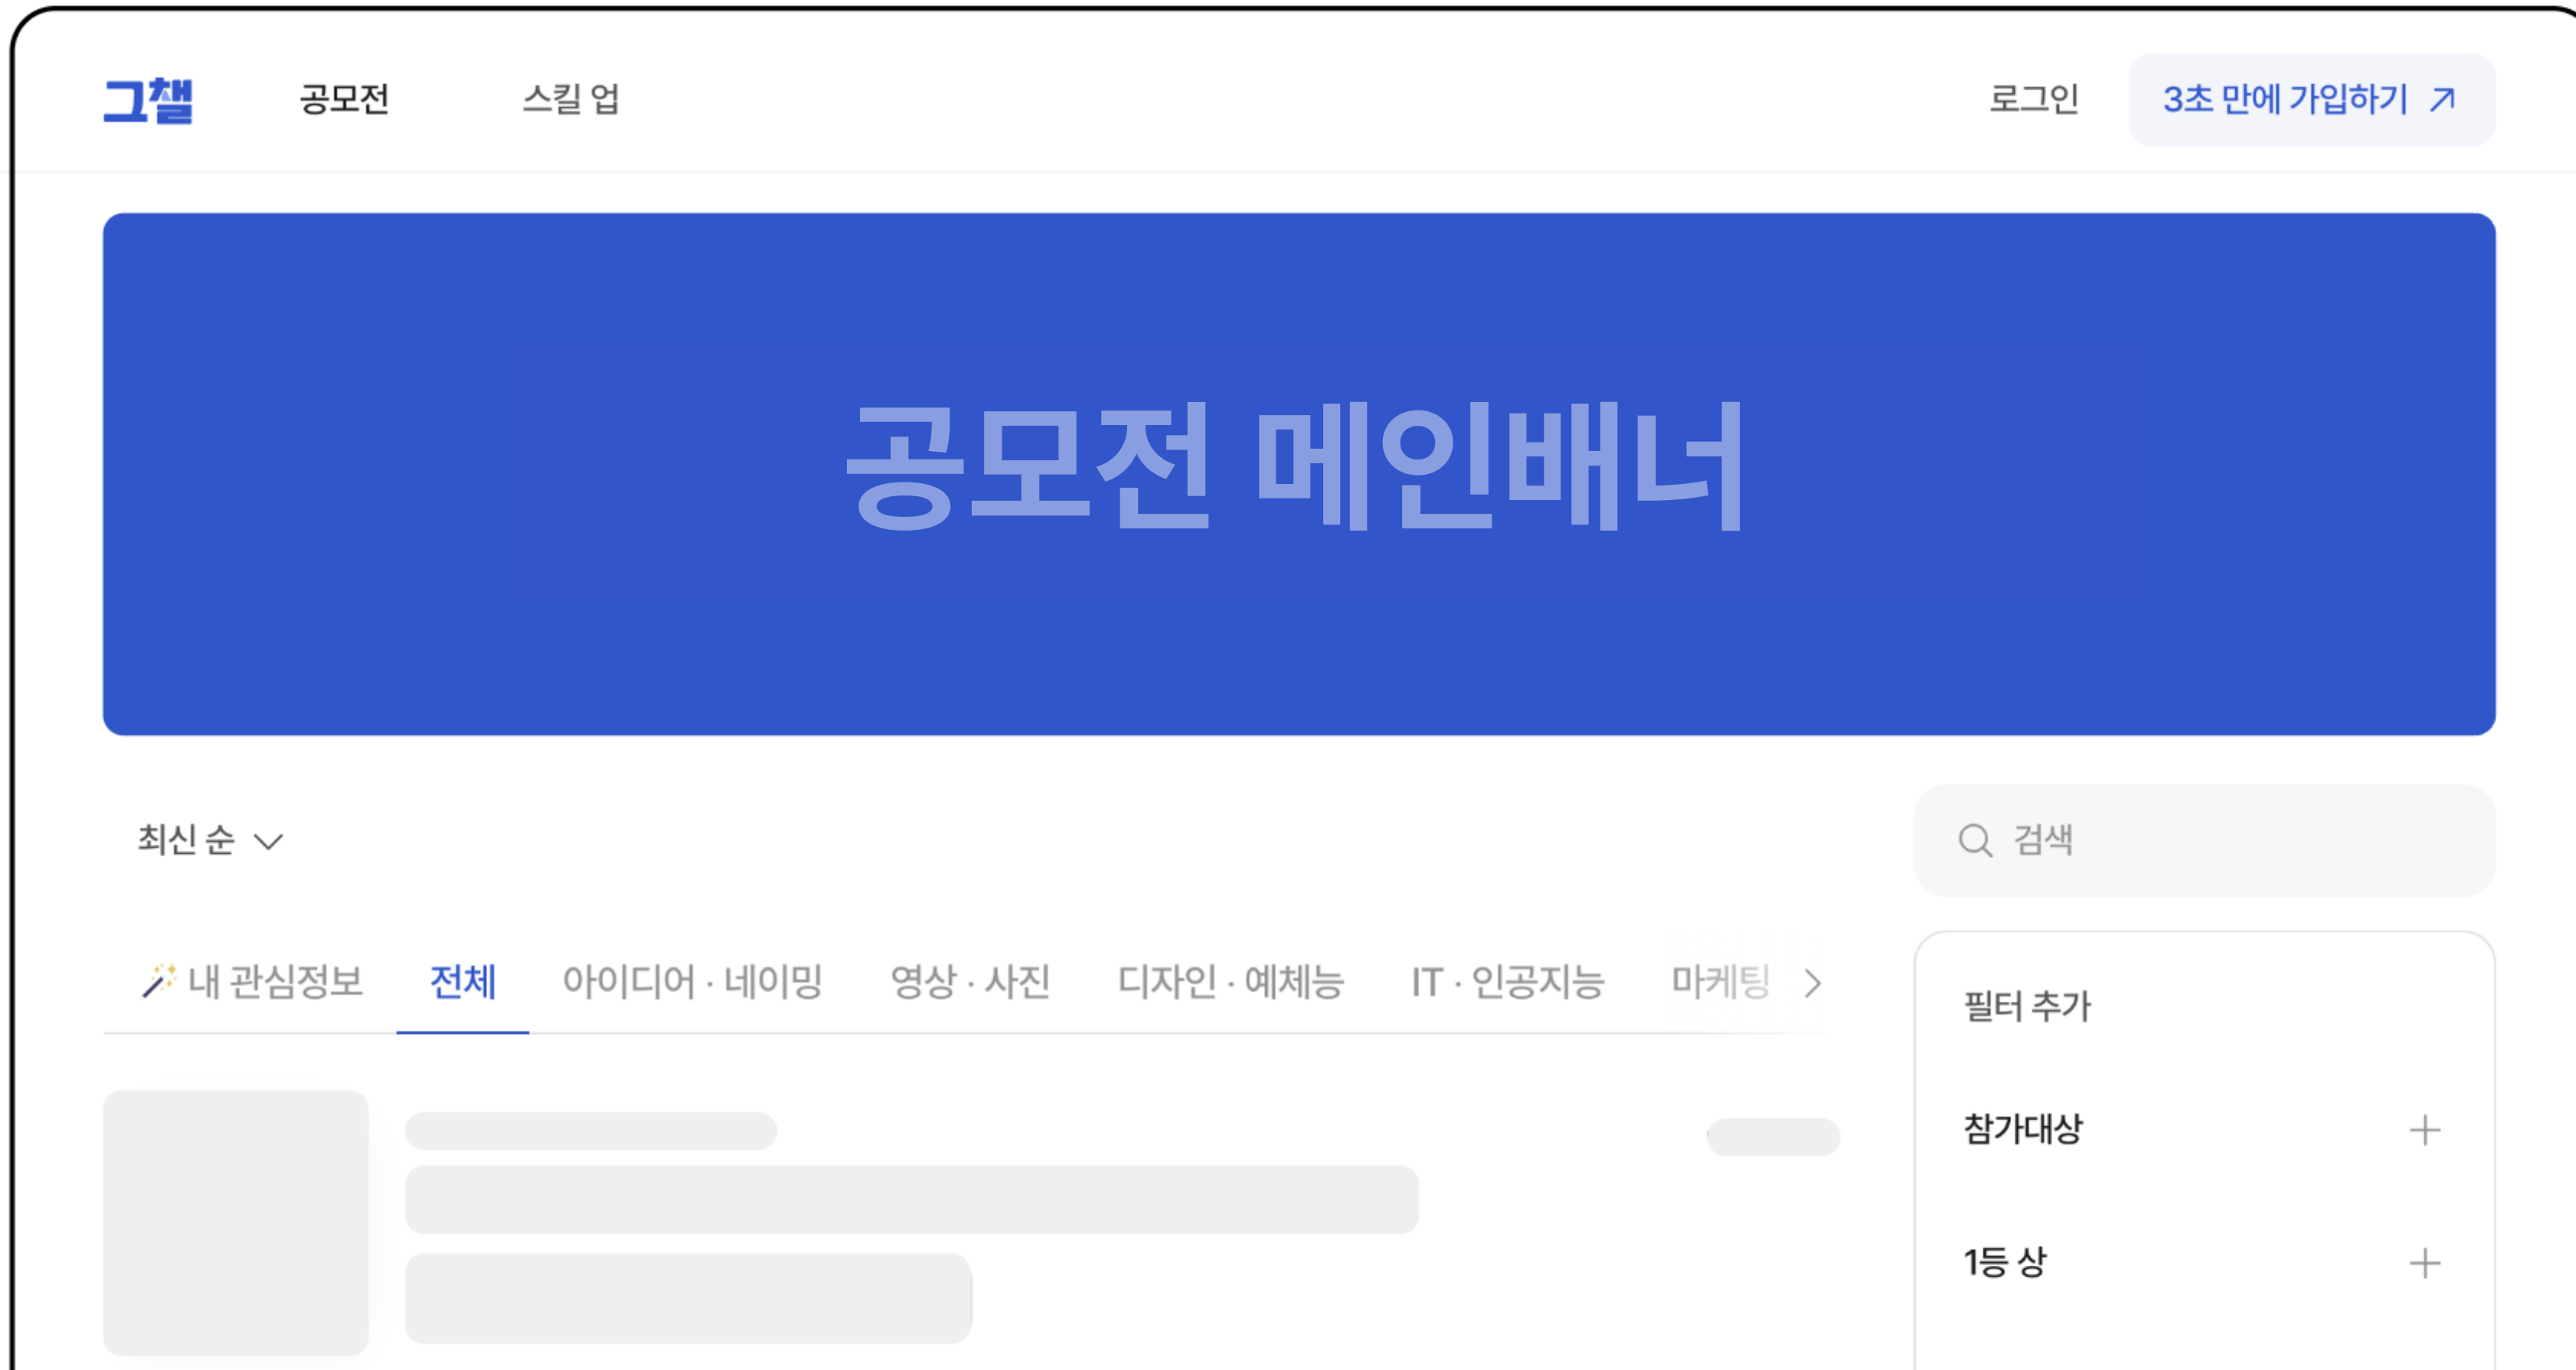 그챌 공모전 스킬 업 로그인 3초 만에 가입하기
공모전 메인배너
최신 순
검색
내 관심정보 전체 아이디어 · 네이밍 영상 · 사진 디자인 · 예체능 IT · 인공지능 마케팅
필터 추가
참가대상
1등 상